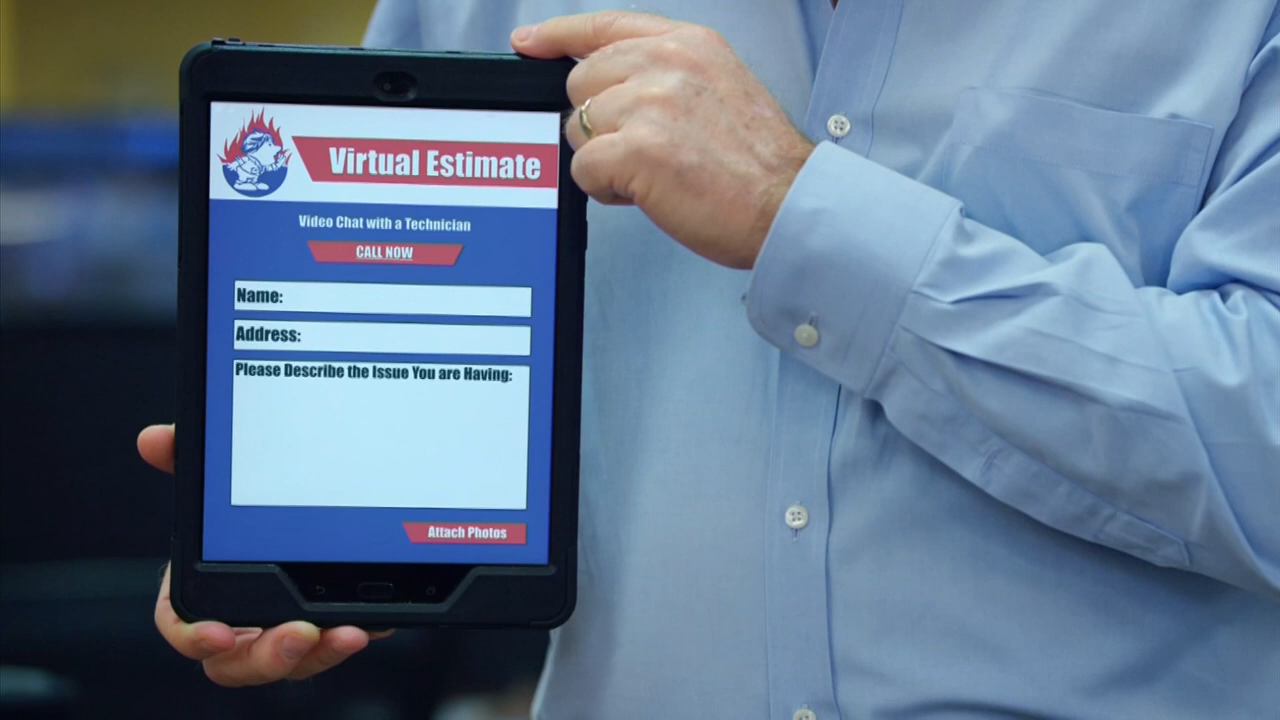 Virtual Estimate
Video Chat with a Technician
CALL NOW
Name:
Address:
Please Describe the Issue You are Having:
Attach Photos